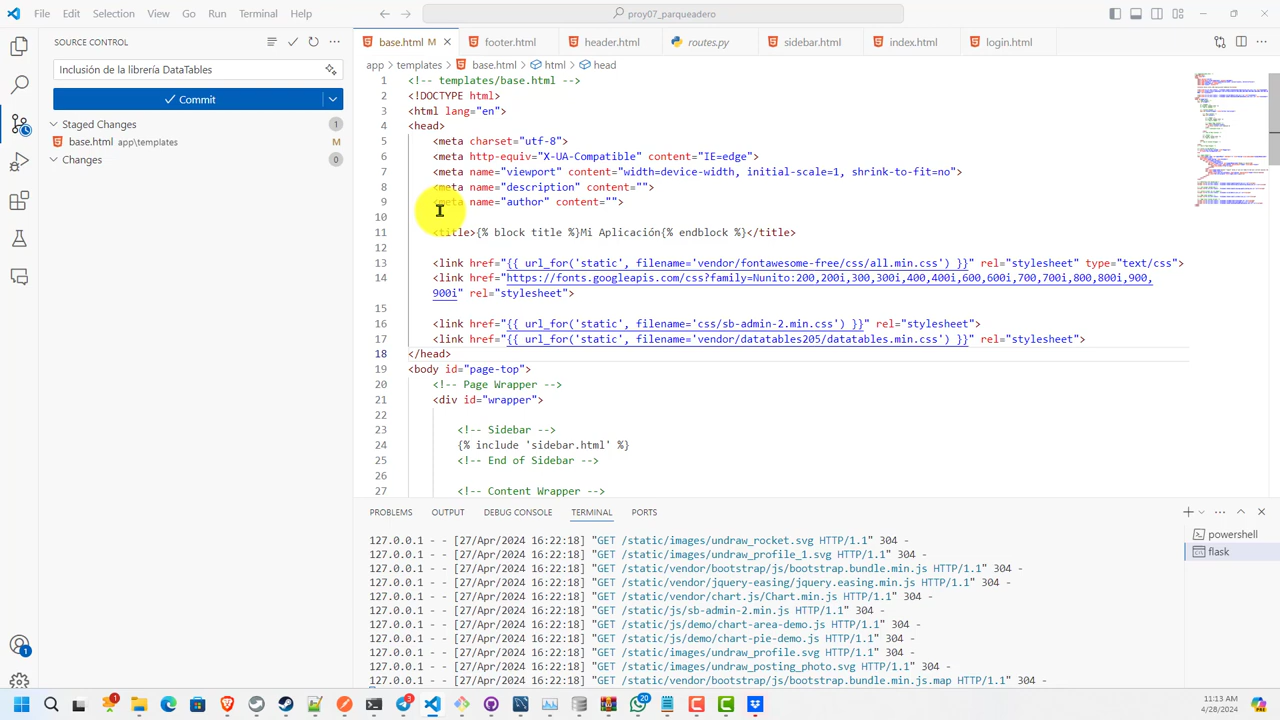 File Edit Selection View Go Run Terminal Help
proy07_parqueadero
SOURCE CONTROL
base.html M
footer.html
header.html
routes.py
sidebar.html
index.html
login.html
Inclusión de la librería DataTables
app > templates > base.html > html > head
Commit
Staged Changes 1
base.html app\templates M
Changes 0
1 <!-- templates/base.html -->
2 <!DOCTYPE html>
3 <html lang="es">
4 <head>
5 <meta charset="utf-8">
6 <meta http-equiv="X-UA-Compatible" content="IE=edge">
width=device-width, initial-scale=1, shrink-to-fit=no">
8 <meta name="description" content="">
name="author" content="">
10
11 <title>{% block title %}Mi Aplicación{% endblock %}</title>
12
13 <link href="{{ url_for('static', filename='vendor/fontawesome-free/css/all.min.css') }}" rel="stylesheet" type="text/css">
14 <link href="https://fonts.googleapis.com/css?family=Nunito:200,200i,300,300i,400,400i,600,600i,700,700i,800,800i,900,
900i" rel="stylesheet">
15
16 <link href="{{ url_for('static', filename='css/sb-admin-2.min.css') }}" rel="stylesheet">
17 <link href="{{ url_for('static', filename='vendor/datatables205/datatables.min.css') }}" rel="stylesheet">
18 </head>
19 <body id="page-top">
20 <!-- Page Wrapper -->
21 <div id="wrapper">
22
23 <!-- Sidebar -->
24 {% include 'sidebar.html' %}
25 <!-- End of Sidebar -->
26
27 <!-- Content Wrapper -->
PROBLEMS OUTPUT DEBUG CONSOLE TERMINAL PORTS
powershell
flask
127.0.0.1 - - [27/Apr/2024 16:22:18] "GET /static/images/undraw_rocket.svg HTTP/1.1" 304 -
127.0.0.1 - - [27/Apr/2024 16:22:18] "GET /static/images/undraw_profile_1.svg HTTP/1.1" 304 -
127.0.0.1 - - [27/Apr/2024 16:22:18] "GET /static/vendor/bootstrap/js/bootstrap.bundle.min.js HTTP/1.1" 304 -
127.0.0.1 - - [27/Apr/2024 16:22:18] "GET /static/vendor/jquery-easing/jquery.easing.min.js HTTP/1.1" 304 -
127.0.0.1 - - [27/Apr/2024 16:22:18] "GET /static/vendor/chart.js/Chart.min.js HTTP/1.1" 304 -
127.0.0.1 - - [27/Apr/2024 16:22:18] "GET /static/js/sb-admin-2.min.js HTTP/1.1" 304 -
127.0.0.1 - - [27/Apr/2024 16:22:18] "GET /static/js/demo/chart-area-demo.js HTTP/1.1" 304 -
127.0.0.1 - - [27/Apr/2024 16:22:18] "GET /static/js/demo/chart-pie-demo.js HTTP/1.1" 304 -
127.0.0.1 - - [27/Apr/2024 16:22:18] "GET /static/images/undraw_profile.svg HTTP/1.1" 304 -
127.0.0.1 - - [27/Apr/2024 16:22:18] "GET /static/images/undraw_posting_photo.svg HTTP/1.1" 304 -
127.0.0.1 - - [27/Apr/2024 16:22:18] "GET /static/vendor/bootstrap/js/bootstrap.bundle.min.js.map HTTP/1.1" 304 -
1
1
3
20
11:13 AM
4/28/2024